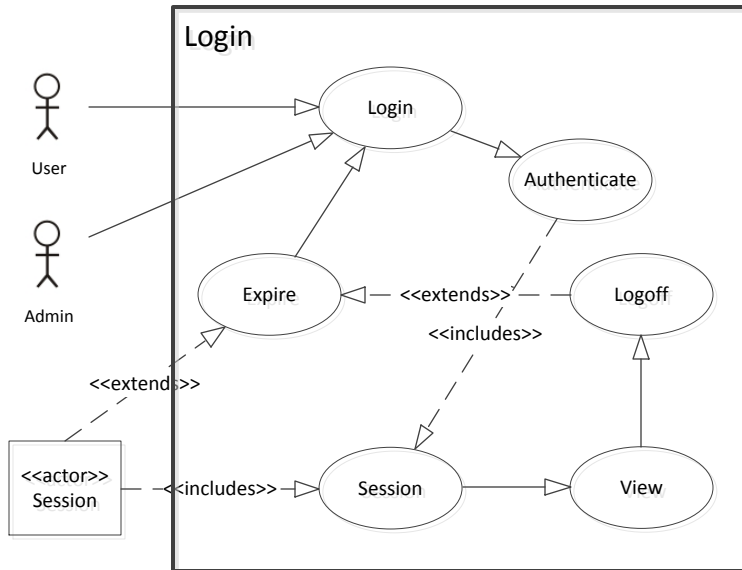 Login
Login
User
Authenticate
Admin
Expire
<<extends>>
Logoff
<<includes>>
<<extends>>
<<actor>>
Session
<<includes>>
Session
View